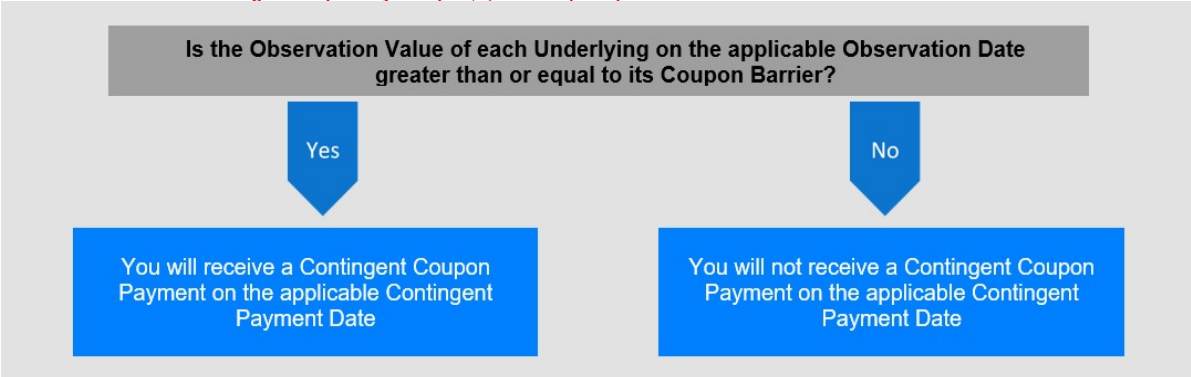 Is the Observation Value of each Underlying on the applicable Observation Date
greater than or equal to its Coupon Barrier?
Yes
No
You will receive a Contingent Coupon
Payment on the applicable Contingent
Payment Date
You will not receive a Contingent Coupon
Payment on the applicable Contingent
Payment Date